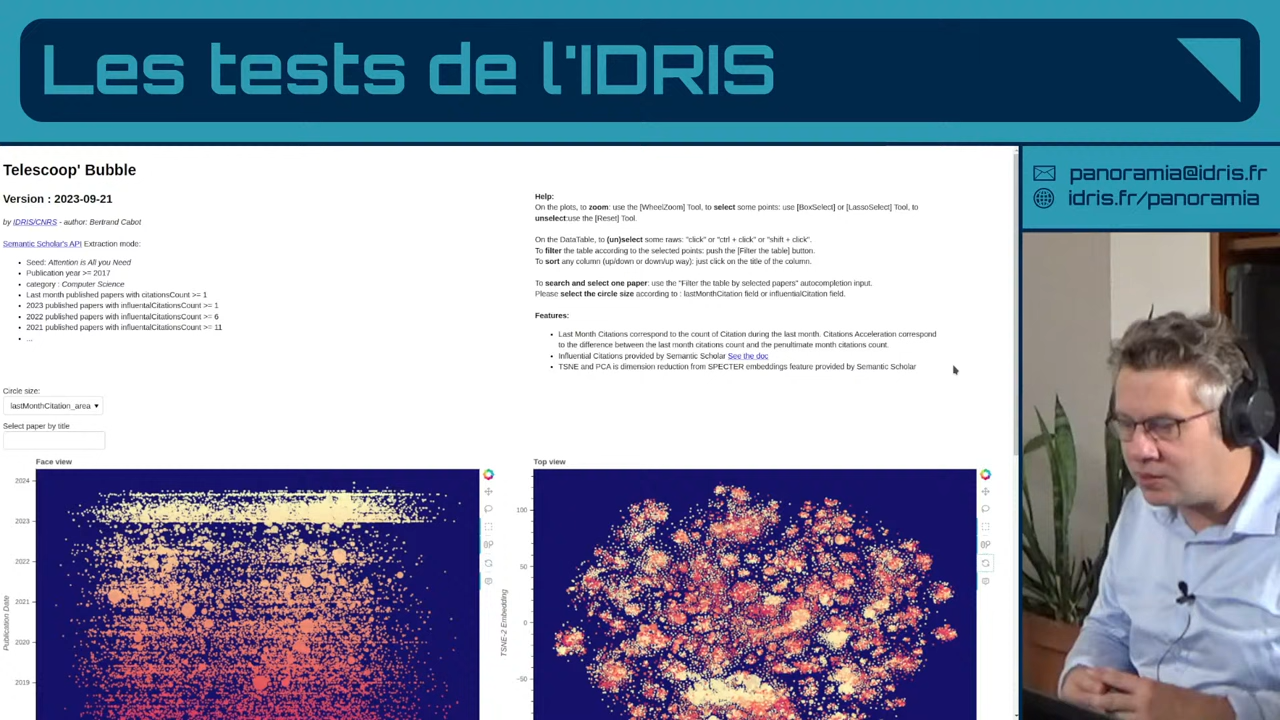 Les tests de l'IDRIS
panoramia@idris.fr
idris.fr/panoramia
Telescoop' Bubble
Version : 2023-09-21
by IDRIS/CNRS - author: Bertrand Cabot
Semantic Scholar's API Extraction mode:
Seed: Attention is All you Need
Publication year >= 2017
category : Computer Science
Last month published papers with citationsCount >= 1
2023 published papers with influentalCitationsCount >= 1
2022 published papers with influentalCitationsCount >= 6
2021 published papers with influentalCitationsCount >= 11
...
Help:
On the plots, to zoom: use the [WheelZoom] Tool, to select some points: use [BoxSelect] or [LassoSelect] Tool, to
unselect:use the [Reset] Tool.
On the DataTable, to (un)select some raws: "click" or "ctrl + click" or "shift + click".
To filter the table according to the selected points: push the [Filter the table] button.
To sort any column (up/down or down/up way): just click on the title of the column.
To search and select one paper: use the "Filter the table by selected papers" autocompletion input.
Please select the circle size according to : lastMonthCitation field or influentialCitation field.
Features:
Last Month Citations correspond to the count of Citation during the last month. Citations Acceleration correspond
to the difference between the last month citations count and the penultimate month citations count.
Influential Citations provided by Semantic Scholar See the doc
TSNE and PCA is dimension reduction from SPECTER embeddings feature provided by Semantic Scholar
Circle size:
lastMonthCitation_area
Select paper by title
Face view
2024
2023
2022
2021
2020
2019
Publication Date
Top view
100
50
0
−50
TSNE-2 Embedding